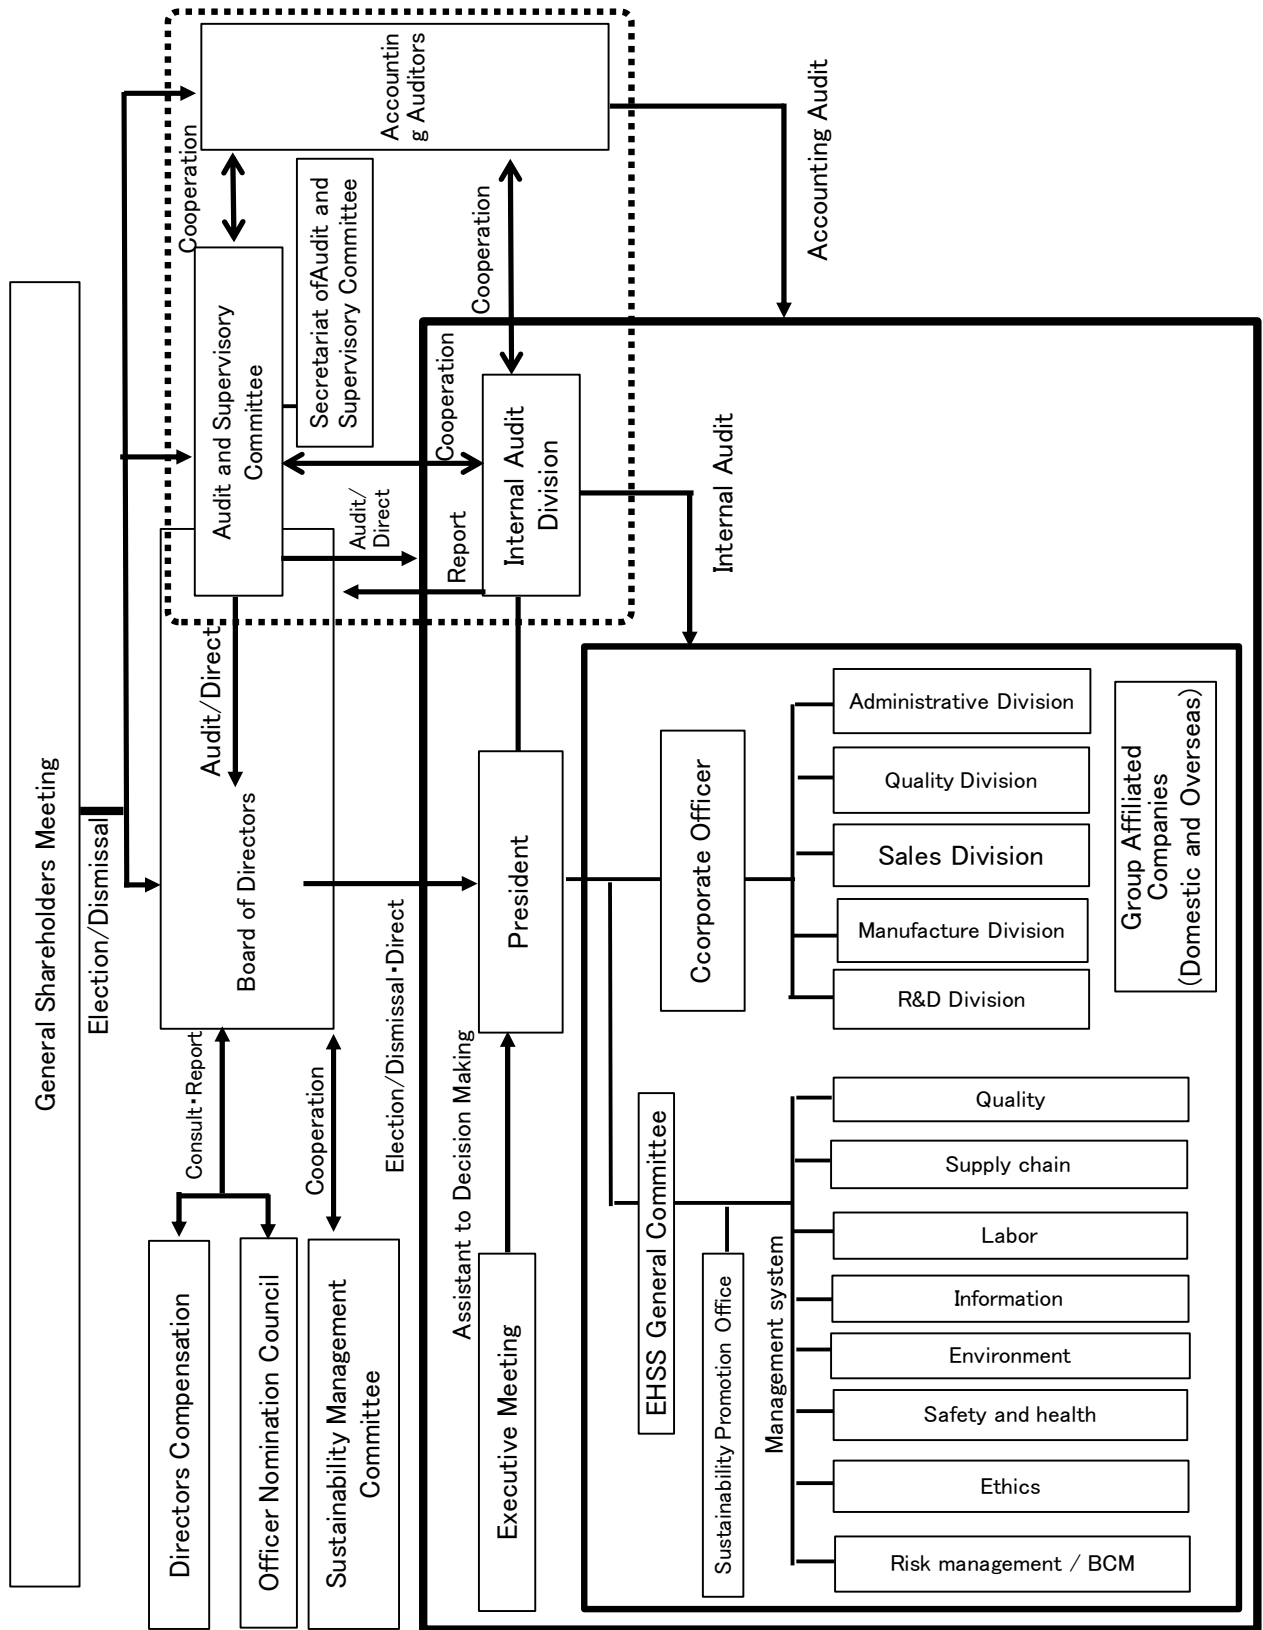 General Shareholders Meeting
Election/Dismissal
Accountin
g Auditors
Cooperation
Audit and Supervisory
Committee
Secretariat ofAudit and
Supervisory Committee
Cooperation
Cooperation
Accounting Audit
Audit/Direct
Board of Directors
Audit/
Direct
Report
Internal Audit
Division
Internal Audit
Consult・Report
Cooperation
Directors Compensation
Officer Nomination Council
Sustainability Management
Committee
Election/Dismissal・Direct
President
Assistant to Decision Making
Executive Meeting
Ccorporate Officer
Administrative Division
Quality Division
Sales Division
Manufacture Division
R&D Division
Group Affiliated
Companies
(Domestic and Overseas)
EHSS General Committee
Sustainability Promotion Office
Management system
Quality
Supply chain
Labor
Information
Environment
Safety and health
Ethics
Risk management / BCM